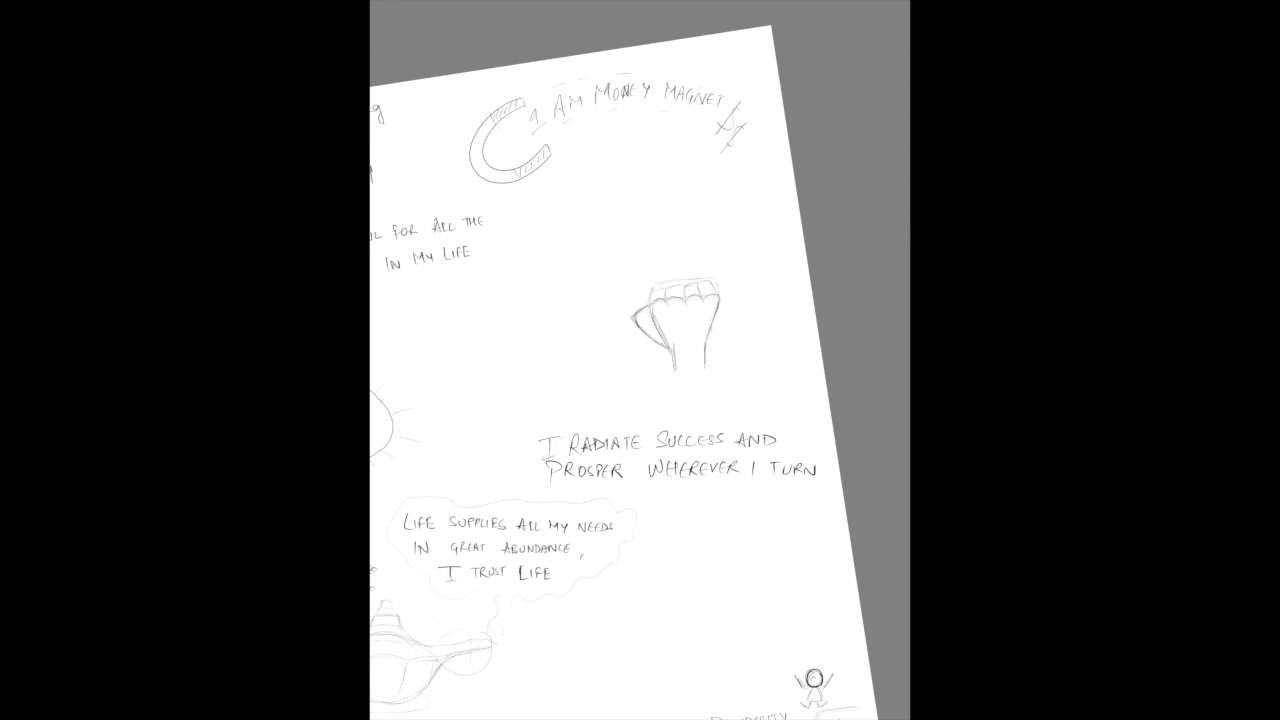 I AM MONEY MAGNET $$
FOR ALL THE
IN MY LIFE
I RADIATE SUCCESS AND
PROSPER WHEREVER I TURN
LIFE SUPPLIES ALL MY NEEDS
IN GREAT ABUNDANCE,
I TRUST LIFE